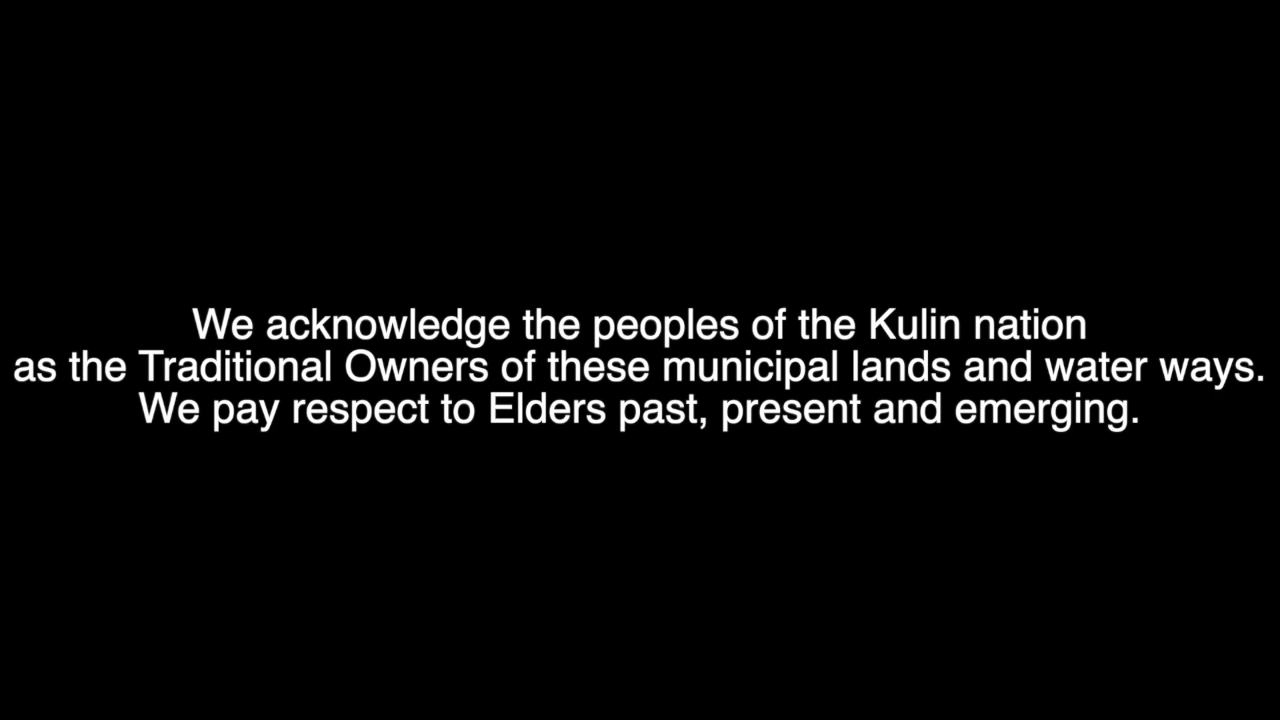 We acknowledge the peoples of the Kulin nation
as the Traditional Owners of these municipal lands and water ways.
We pay respect to Elders past, present and emerging.